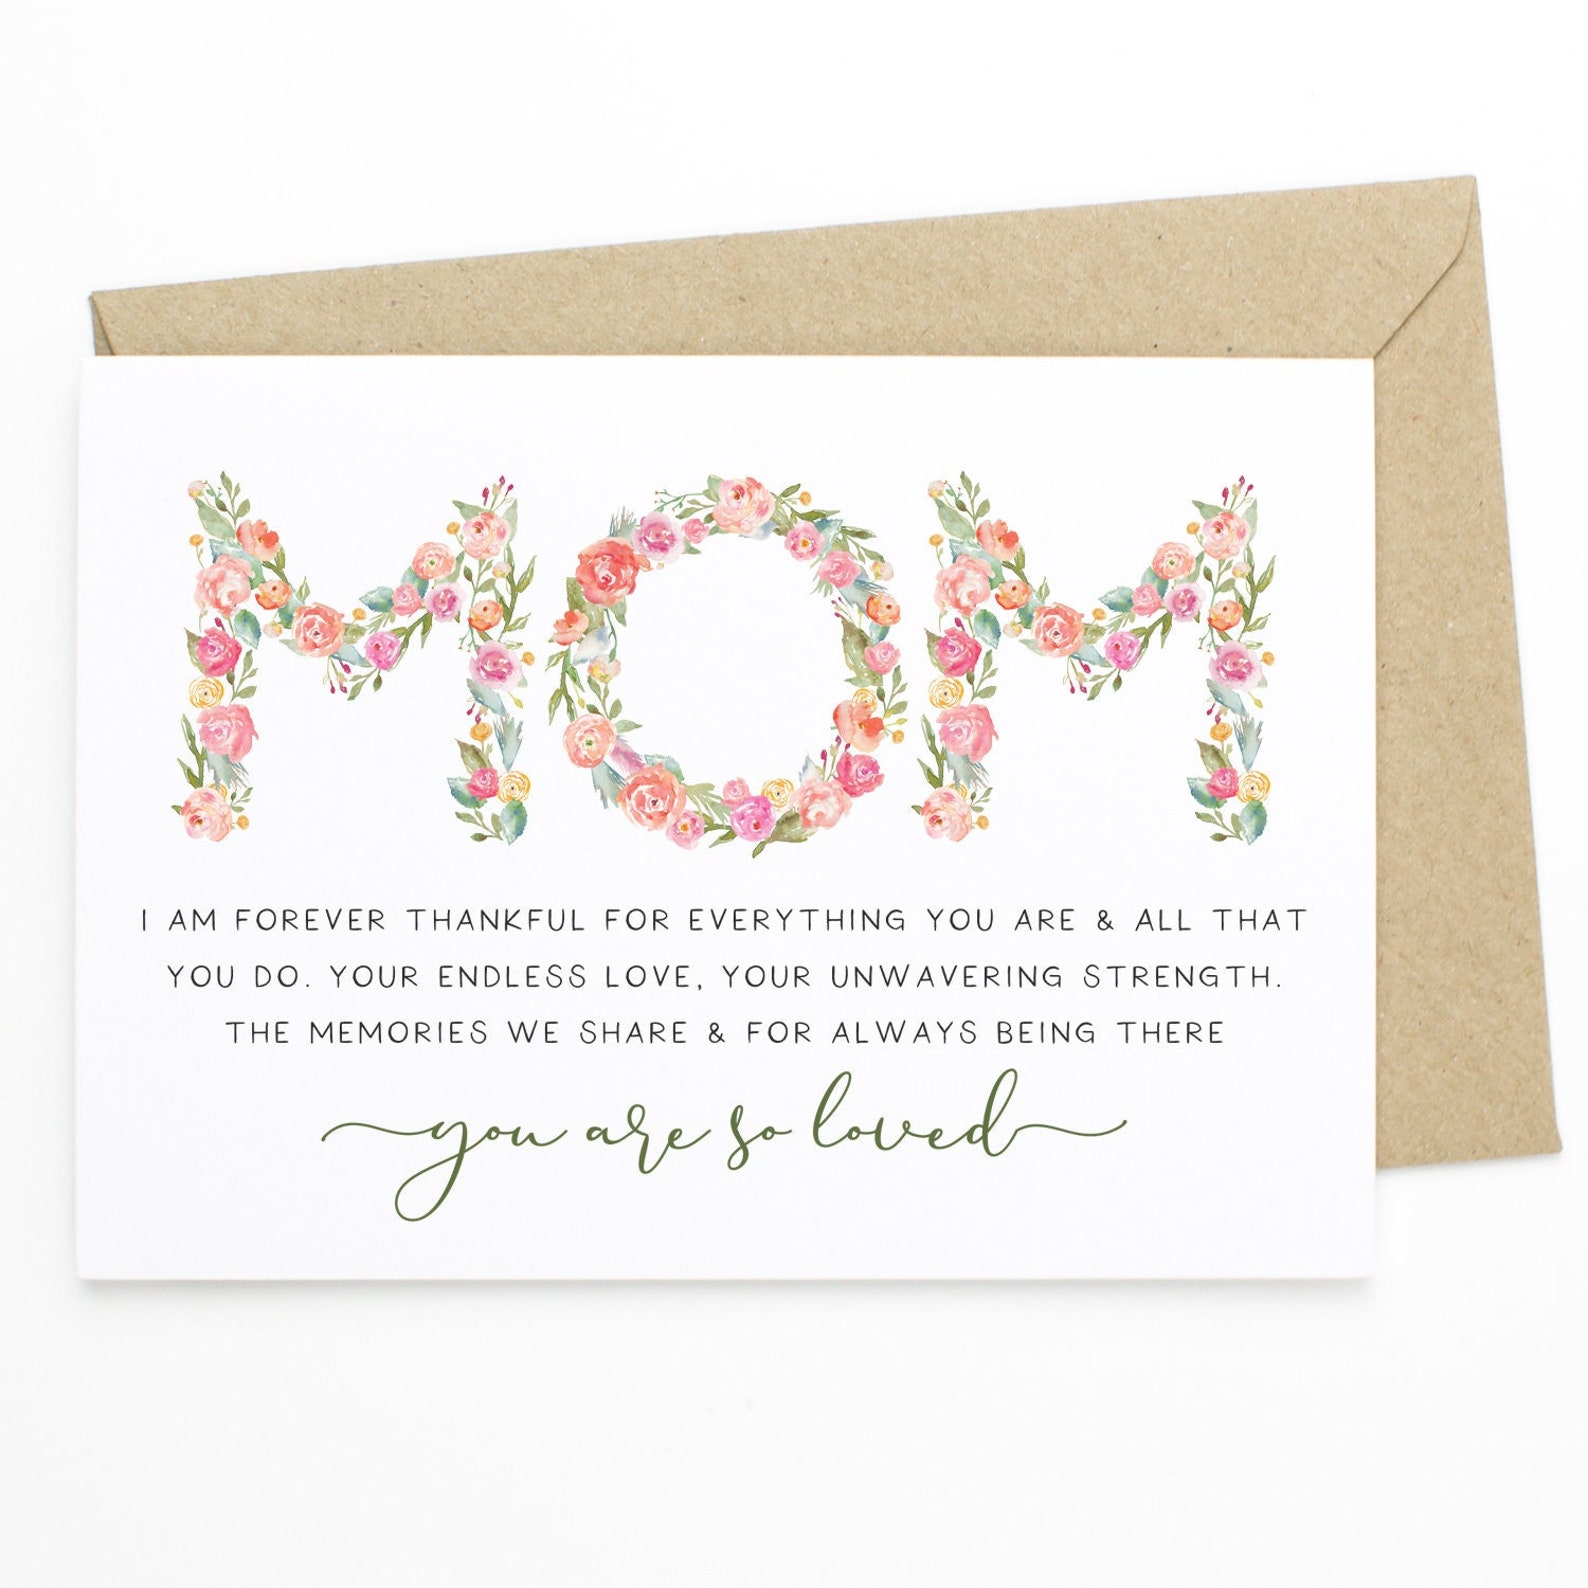 MOM
I AM FOREVER THANKFUL FOR EVERYTHING YOU ARE & ALL THAT
YOU DO. YOUR ENDLESS LOVE, YOUR UNWAVERING STRENGTH.
THE MEMORIES WE SHARE & FOR ALWAYS BEING THERE
you are so loved